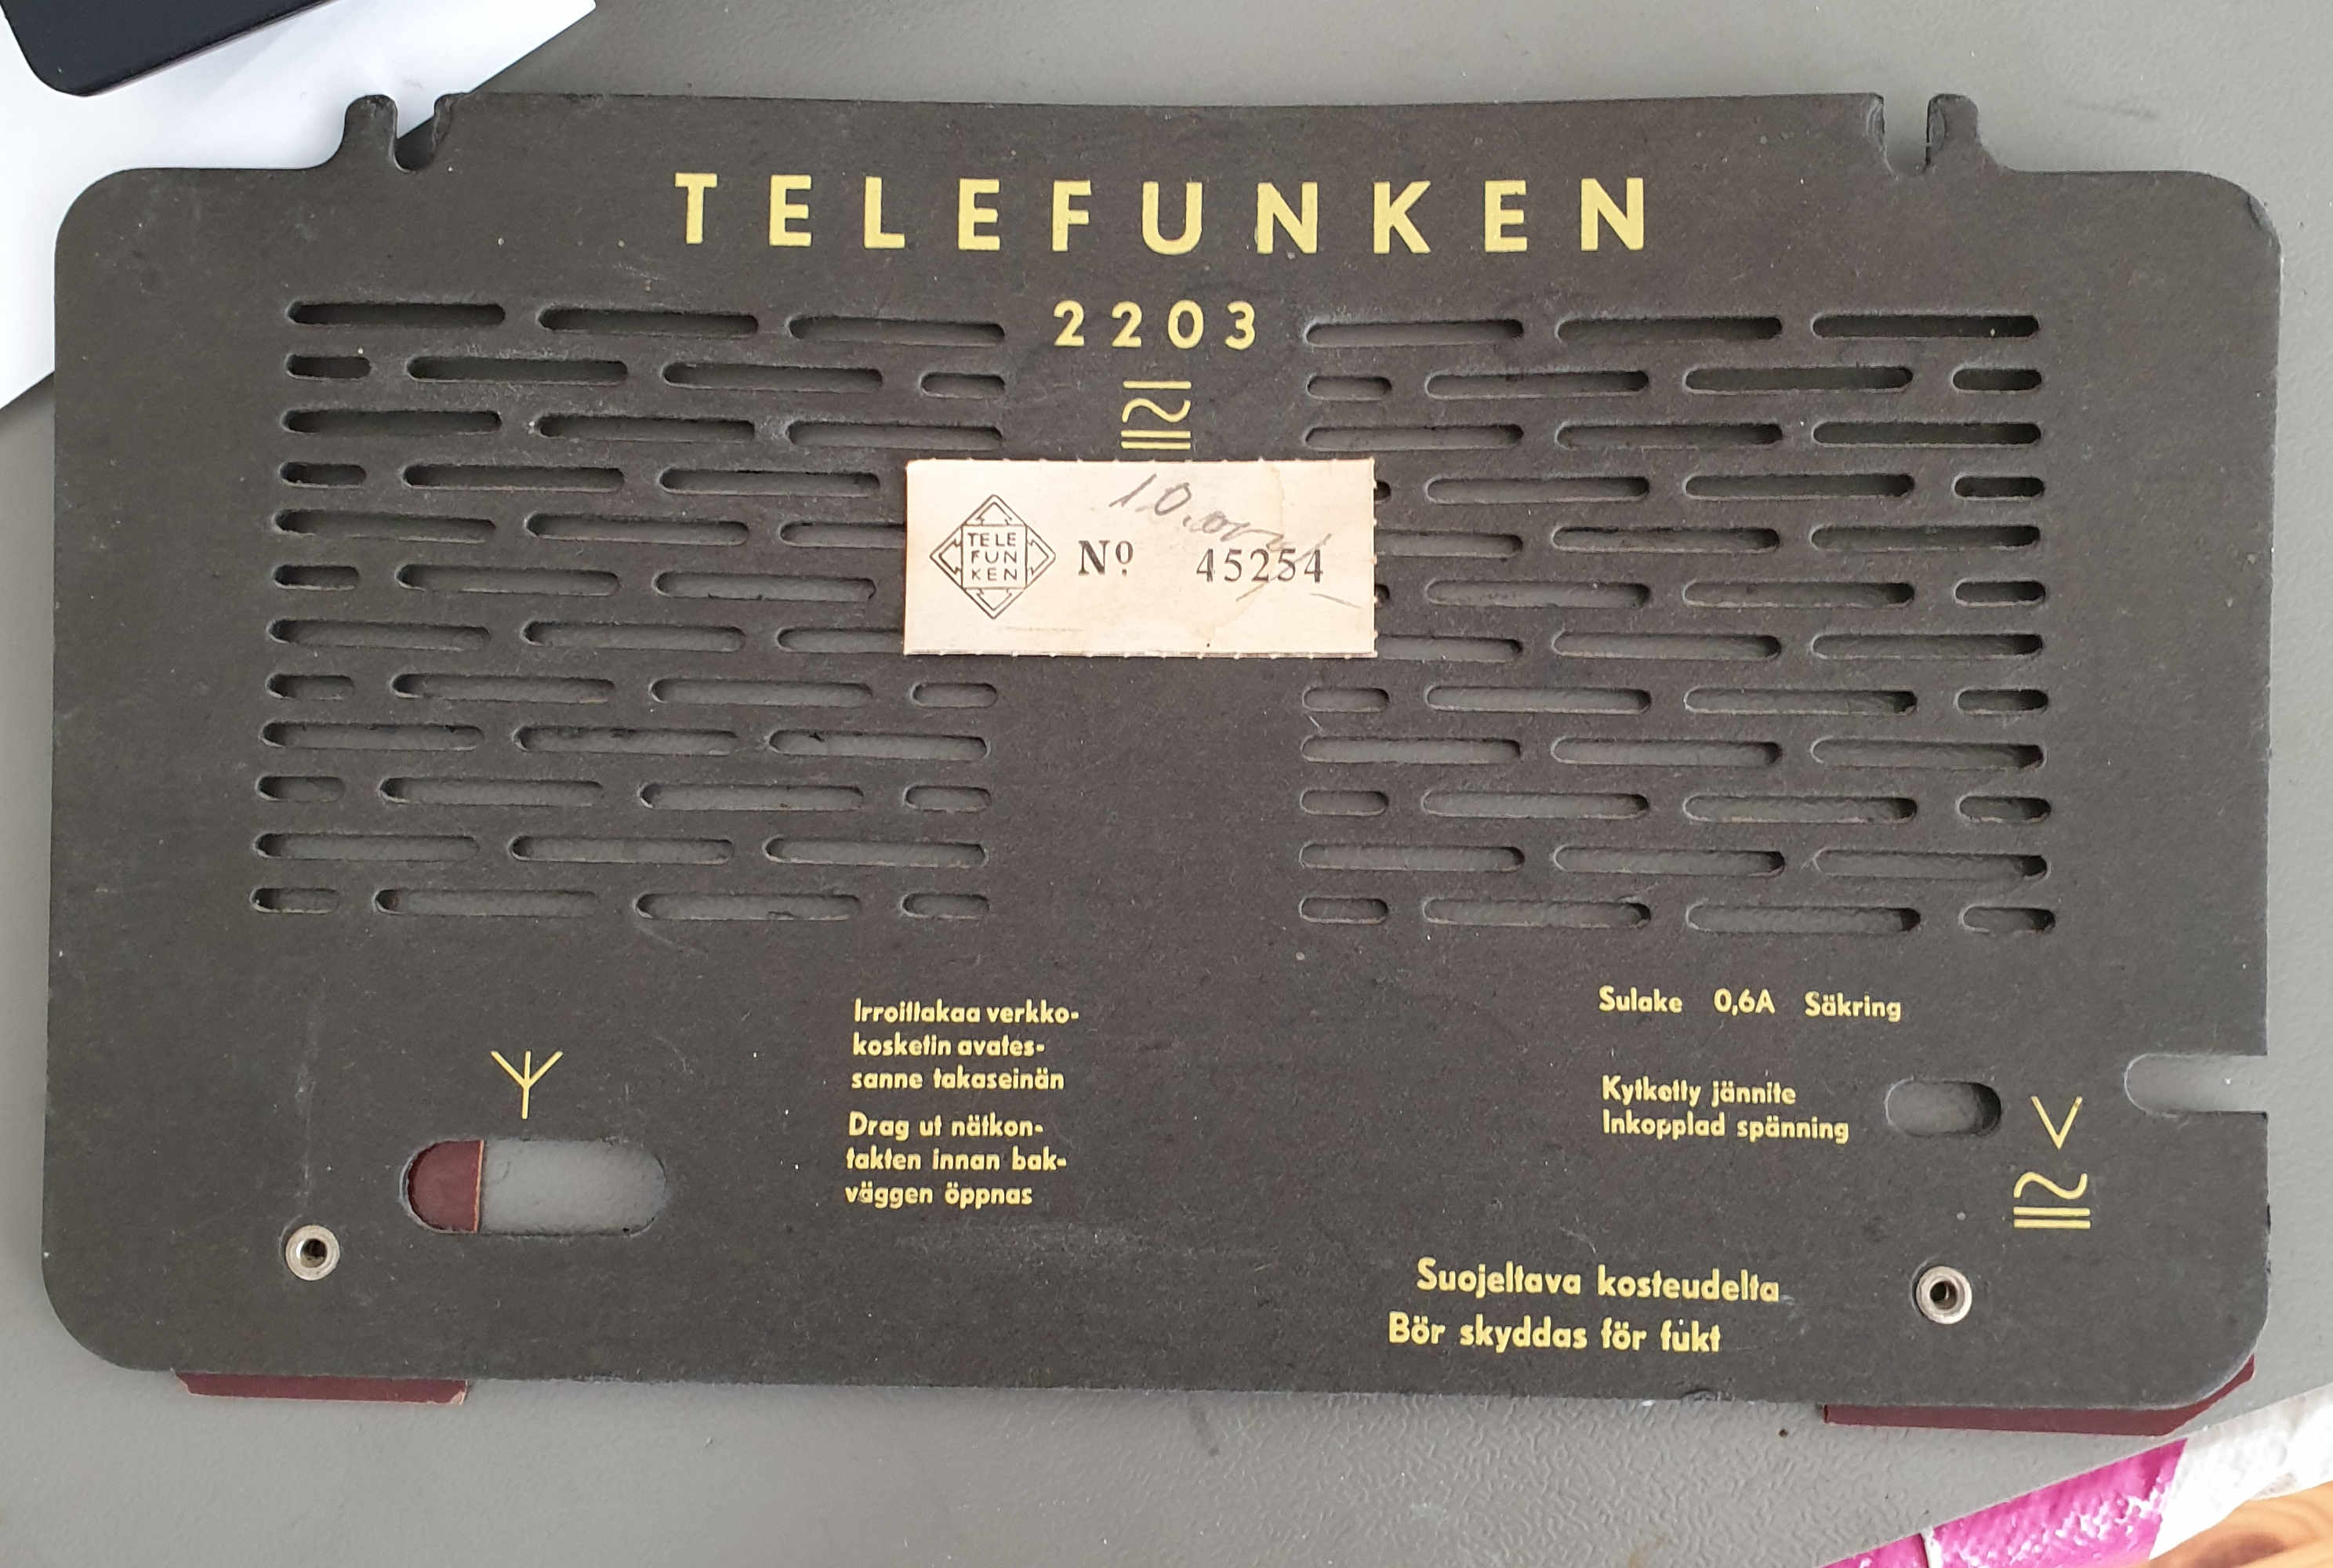 TELEFUNKEN
2203
TELE
FUN
KEN
Nº 45254
Irroittakaa verkko-
kosketin avates-
sanne takaseinän
Drag ut nätkon-
takten innan bak-
väggen öppnas
Sulake 0,6A Säkring
Kytketty jännite
Inkopplad spänning
V
Suojeltava kosteudelta
Bör skyddas för fukt